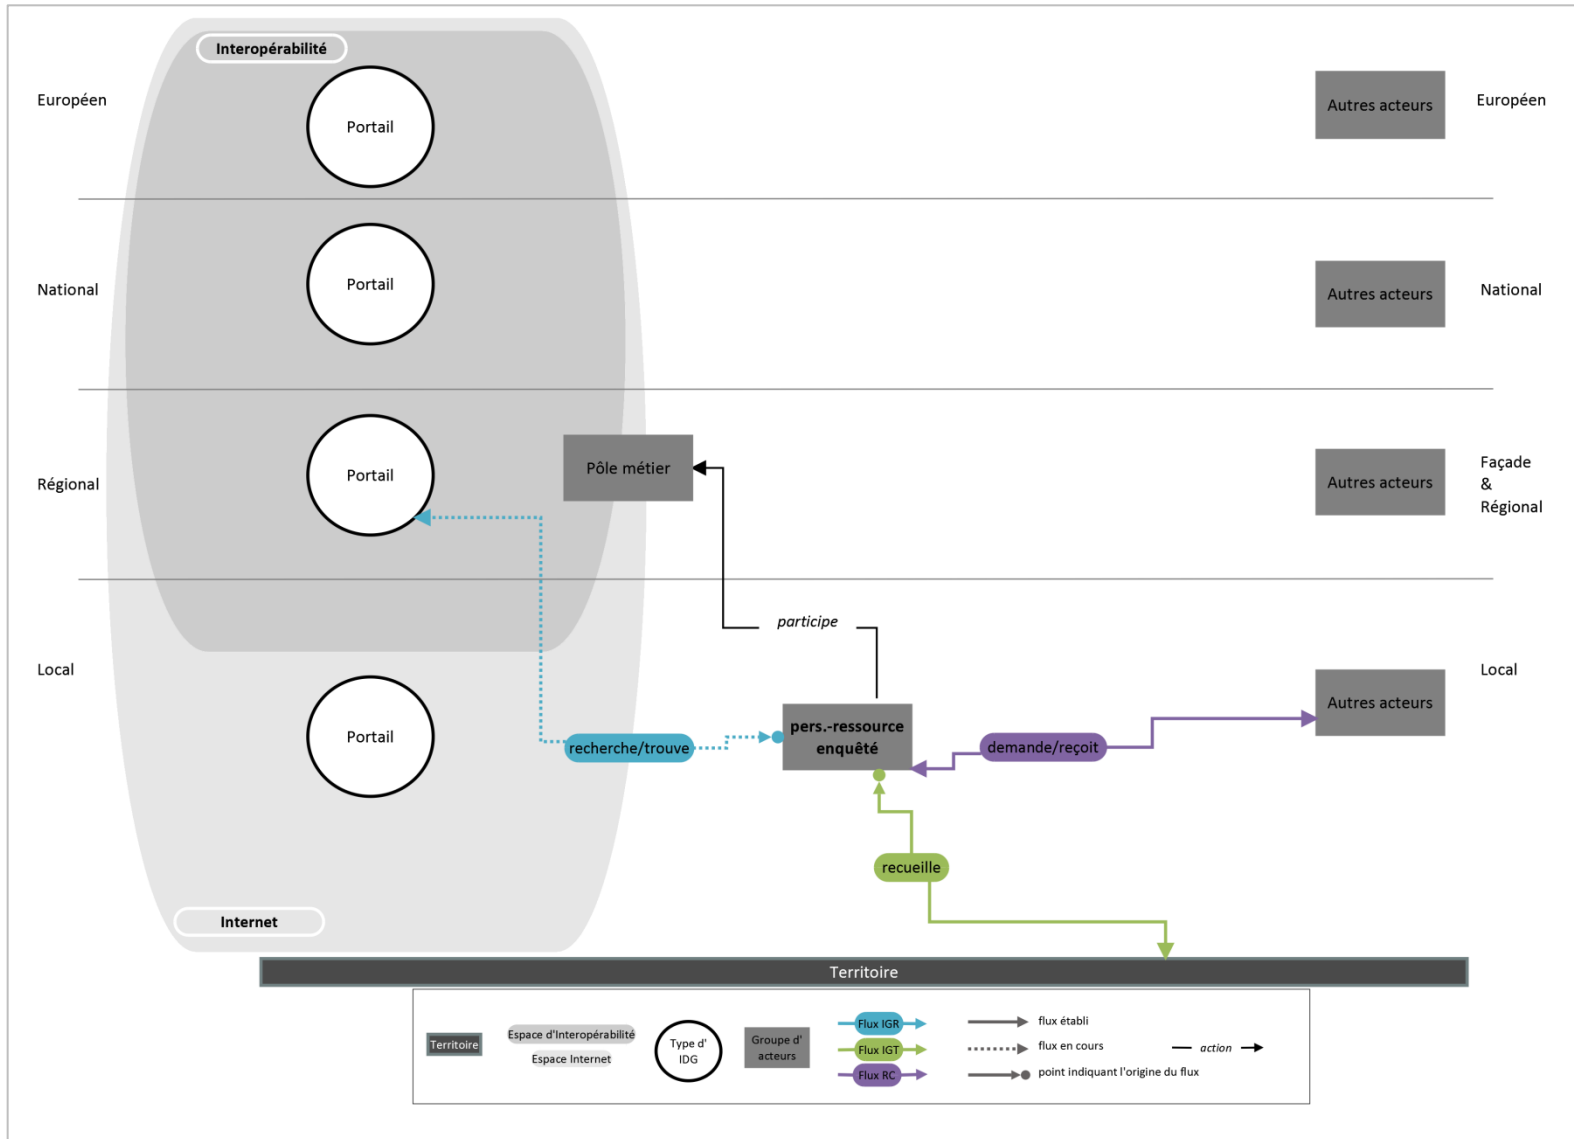 Interopérabilité
Européen
Portail
Autres acteurs
Européen
National
Portail
Autres acteurs
National
Régional
Portail
Pôle métier
Autres acteurs
Façade
&
Régional
participe
Local
Portail
recherche/trouve
pers.-ressource
enquêté
demande/reçoit
Autres acteurs
Local
recueille
Internet
Territoire
Territoire
Espace d'Interopérabilité
Espace Internet
Type d'
IDG
Groupe d'
acteurs
Flux IGR
Flux IGT
Flux RC
flux établi
flux en cours
point indiquant l'origine du flux
action